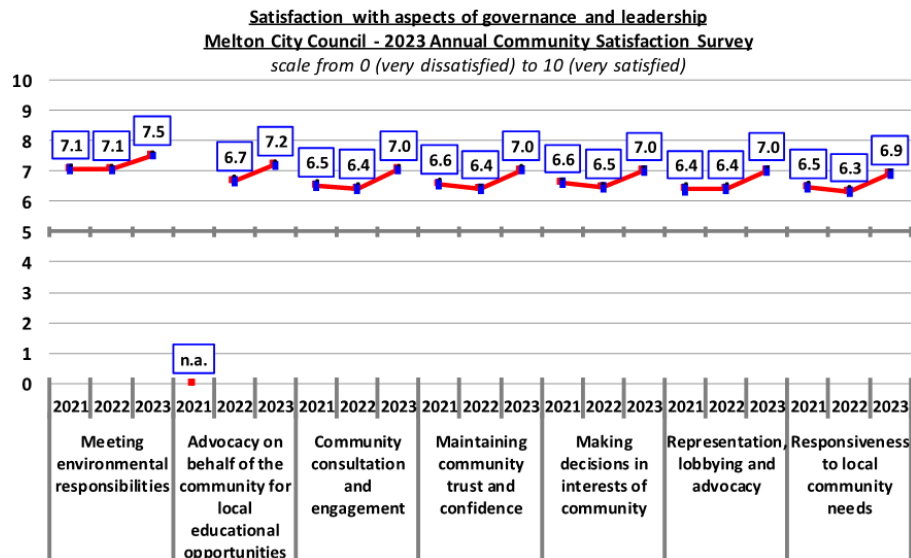 Satisfaction with aspects of governance and leadership
Melton City Council - 2023 Annual Community Satisfaction Survey
scale from 0 (very dissatisfied) to 10 (very satisfied)
10
9
8
7
6
5
4
3
2
1
0
7.1 7.1 7.5
n.a. 6.7 7.2
6.5 6.4 7.0
6.6 6.4 7.0
6.6 6.5 7.0
6.4 6.4 7.0
6.5 6.3 6.9
2021 2022 2023 2021 2022 2023 2021 2022 2023 2021 2022 2023 2021 2022 2023 2021 2022 2023 2021 2022 2023
Meeting
environmental
responsibilities
Advocacy on
behalf of the
community for
local
educational
opportunities
Community
consultation
and
engagement
Maintaining
community
trust and
confidence
Making
decisions in
interests of
community
Representation,
lobbying and
advocacy
Responsiveness
to local
community
needs